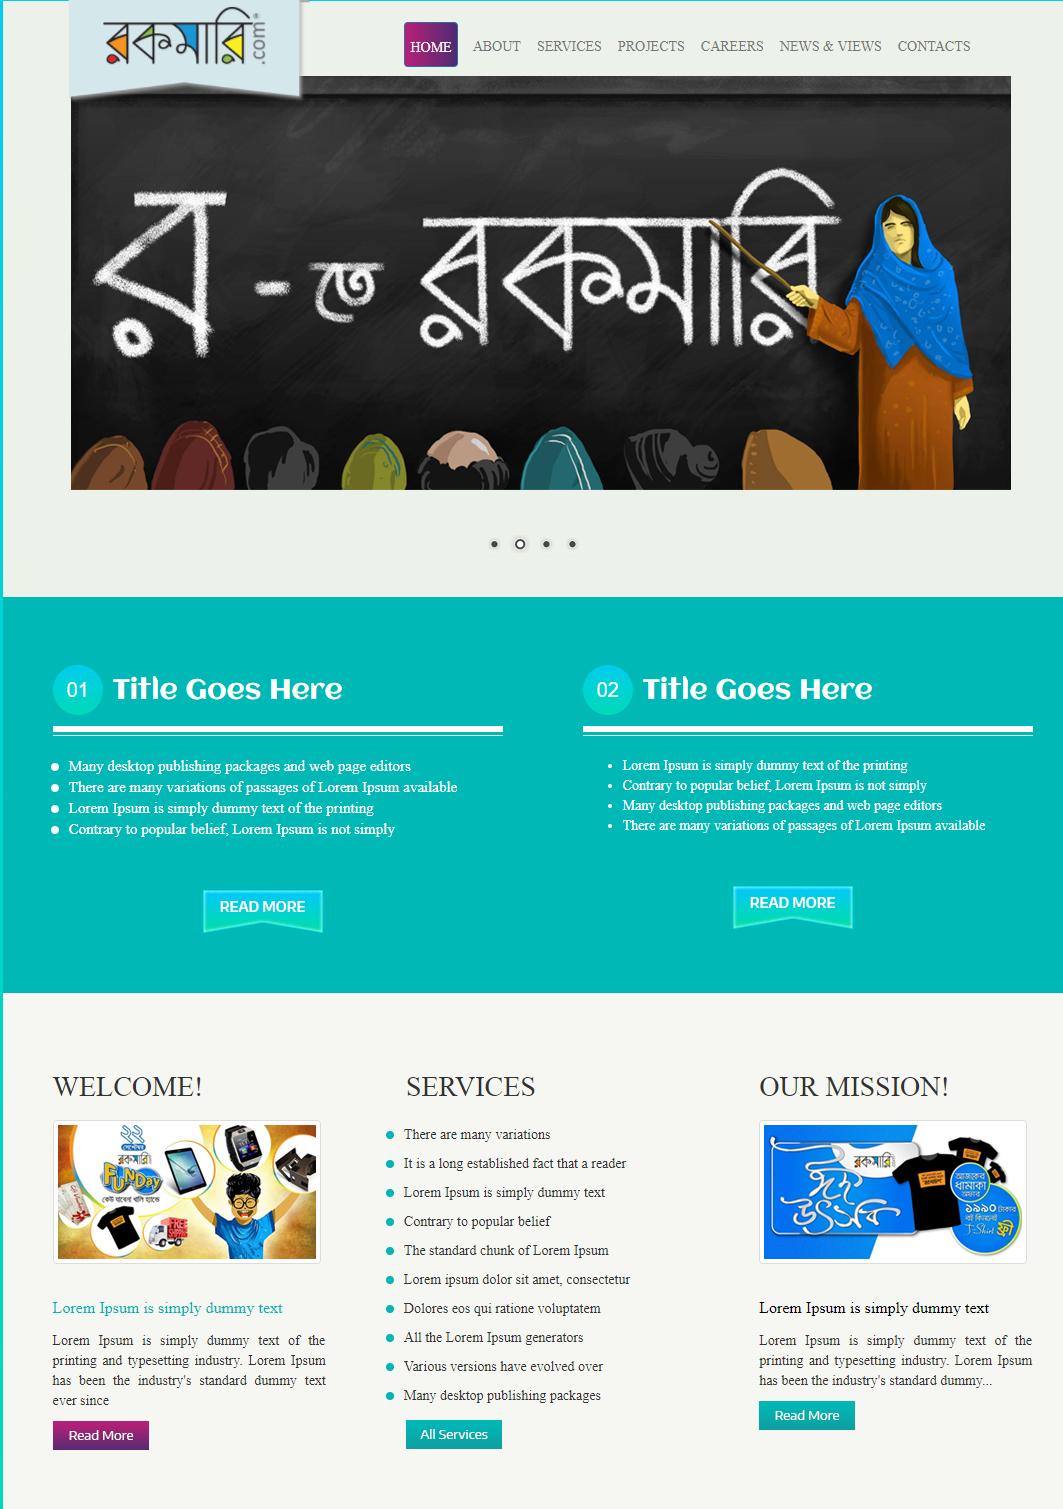 রকমারি
.com
HOME ABOUT SERVICES PROJECTS CAREERS NEWS & VIEWS CONTACTS
র - তে রকমারি
01 Title Goes Here
Many desktop publishing packages and web page editors
There are many variations of passages of Lorem Ipsum available
Lorem Ipsum is simply dummy text of the printing
Contrary to popular belief, Lorem Ipsum is not simply
READ MORE
02 Title Goes Here
Lorem Ipsum is simply dummy text of the printing
Contrary to popular belief, Lorem Ipsum is not simply
Many desktop publishing packages and web page editors
There are many variations of passages of Lorem Ipsum available
READ MORE
WELCOME!
২২
রকমারি
FUNDay
কেউ যাবেনা খালি হাতে
FREE
Lorem Ipsum is simply dummy text
Lorem Ipsum is simply dummy text of the
printing and typesetting industry. Lorem Ipsum
has been the industry's standard dummy text
ever since
Read More
SERVICES
There are many variations
It is a long established fact that a reader
Lorem Ipsum is simply dummy text
Contrary to popular belief
The standard chunk of Lorem Ipsum
Lorem ipsum dolor sit amet, consectetur
Dolores eos qui ratione voluptatem
All the Lorem Ipsum generators
Various versions have evolved over
Many desktop publishing packages
All Services
OUR MISSION!
রকমারি
ঈদ
উৎসব
আজকের
ধামাকা
অফার
১৯৯০ টাকার
বই কিনলেই
T-Shirt ফ্রী
Lorem Ipsum is simply dummy text
Lorem Ipsum is simply dummy text of the
printing and typesetting industry. Lorem Ipsum
has been the industry's standard dummy...
Read More